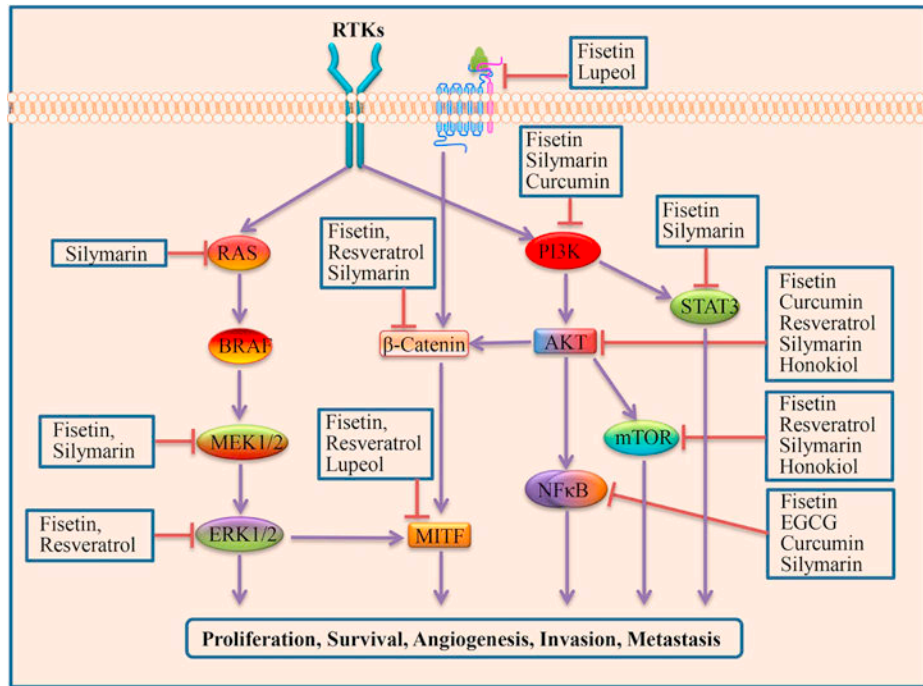 RTKs
Fisetin
Lupeol
Fisetin
Silymarin
Curcumin
Fisetin
Silymarin
Silymarin
RAS
Fisetin,
Resveratrol
Silymarin
PI3K
STAT3
Fisetin
Curcumin
Resveratrol
Silymarin
Honokiol
BRAF
β-Catenin
AKT
Fisetin,
Silymarin
MEK1/2
Fisetin,
Resveratrol
Lupeol
mTOR
Fisetin
Resveratrol
Silymarin
Honokiol
NFκB
Fisetin
EGCG
Curcumin
Silymarin
Fisetin,
Resveratrol
ERK1/2
MITF
Proliferation, Survival, Angiogenesis, Invasion, Metastasis